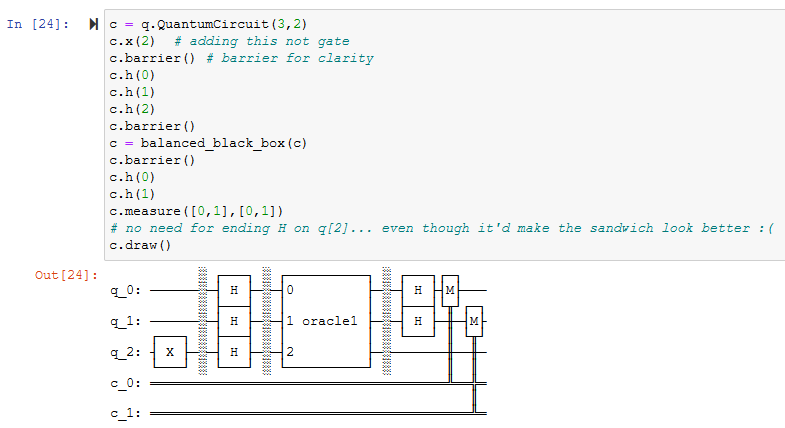 In [24]:
c = q.QuantumCircuit(3,2)
c.x(2)  # adding this not gate
c.barrier() # barrier for clarity
c.h(0)
c.h(1)
c.h(2)
c.barrier()
c = balanced_black_box(c)
c.barrier()
c.h(0)
c.h(1)
c.measure([0,1],[0,1])
# no need for ending H on q[2]... even though it'd make the sandwich look better :(
c.draw()
Out[24]:
q_0: H 0 H M
q_1: H 1 oracle1 H M
q_2: X H 2
c_0:
c_1: